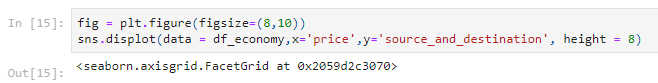 In [15]: fig = plt.figure(figsize=(8,10))
sns.displot(data = df_economy,x='price',y='source_and_destination', height = 8)
Out[15]: <seaborn.axisgrid.FacetGrid at 0x2059d2c3070>